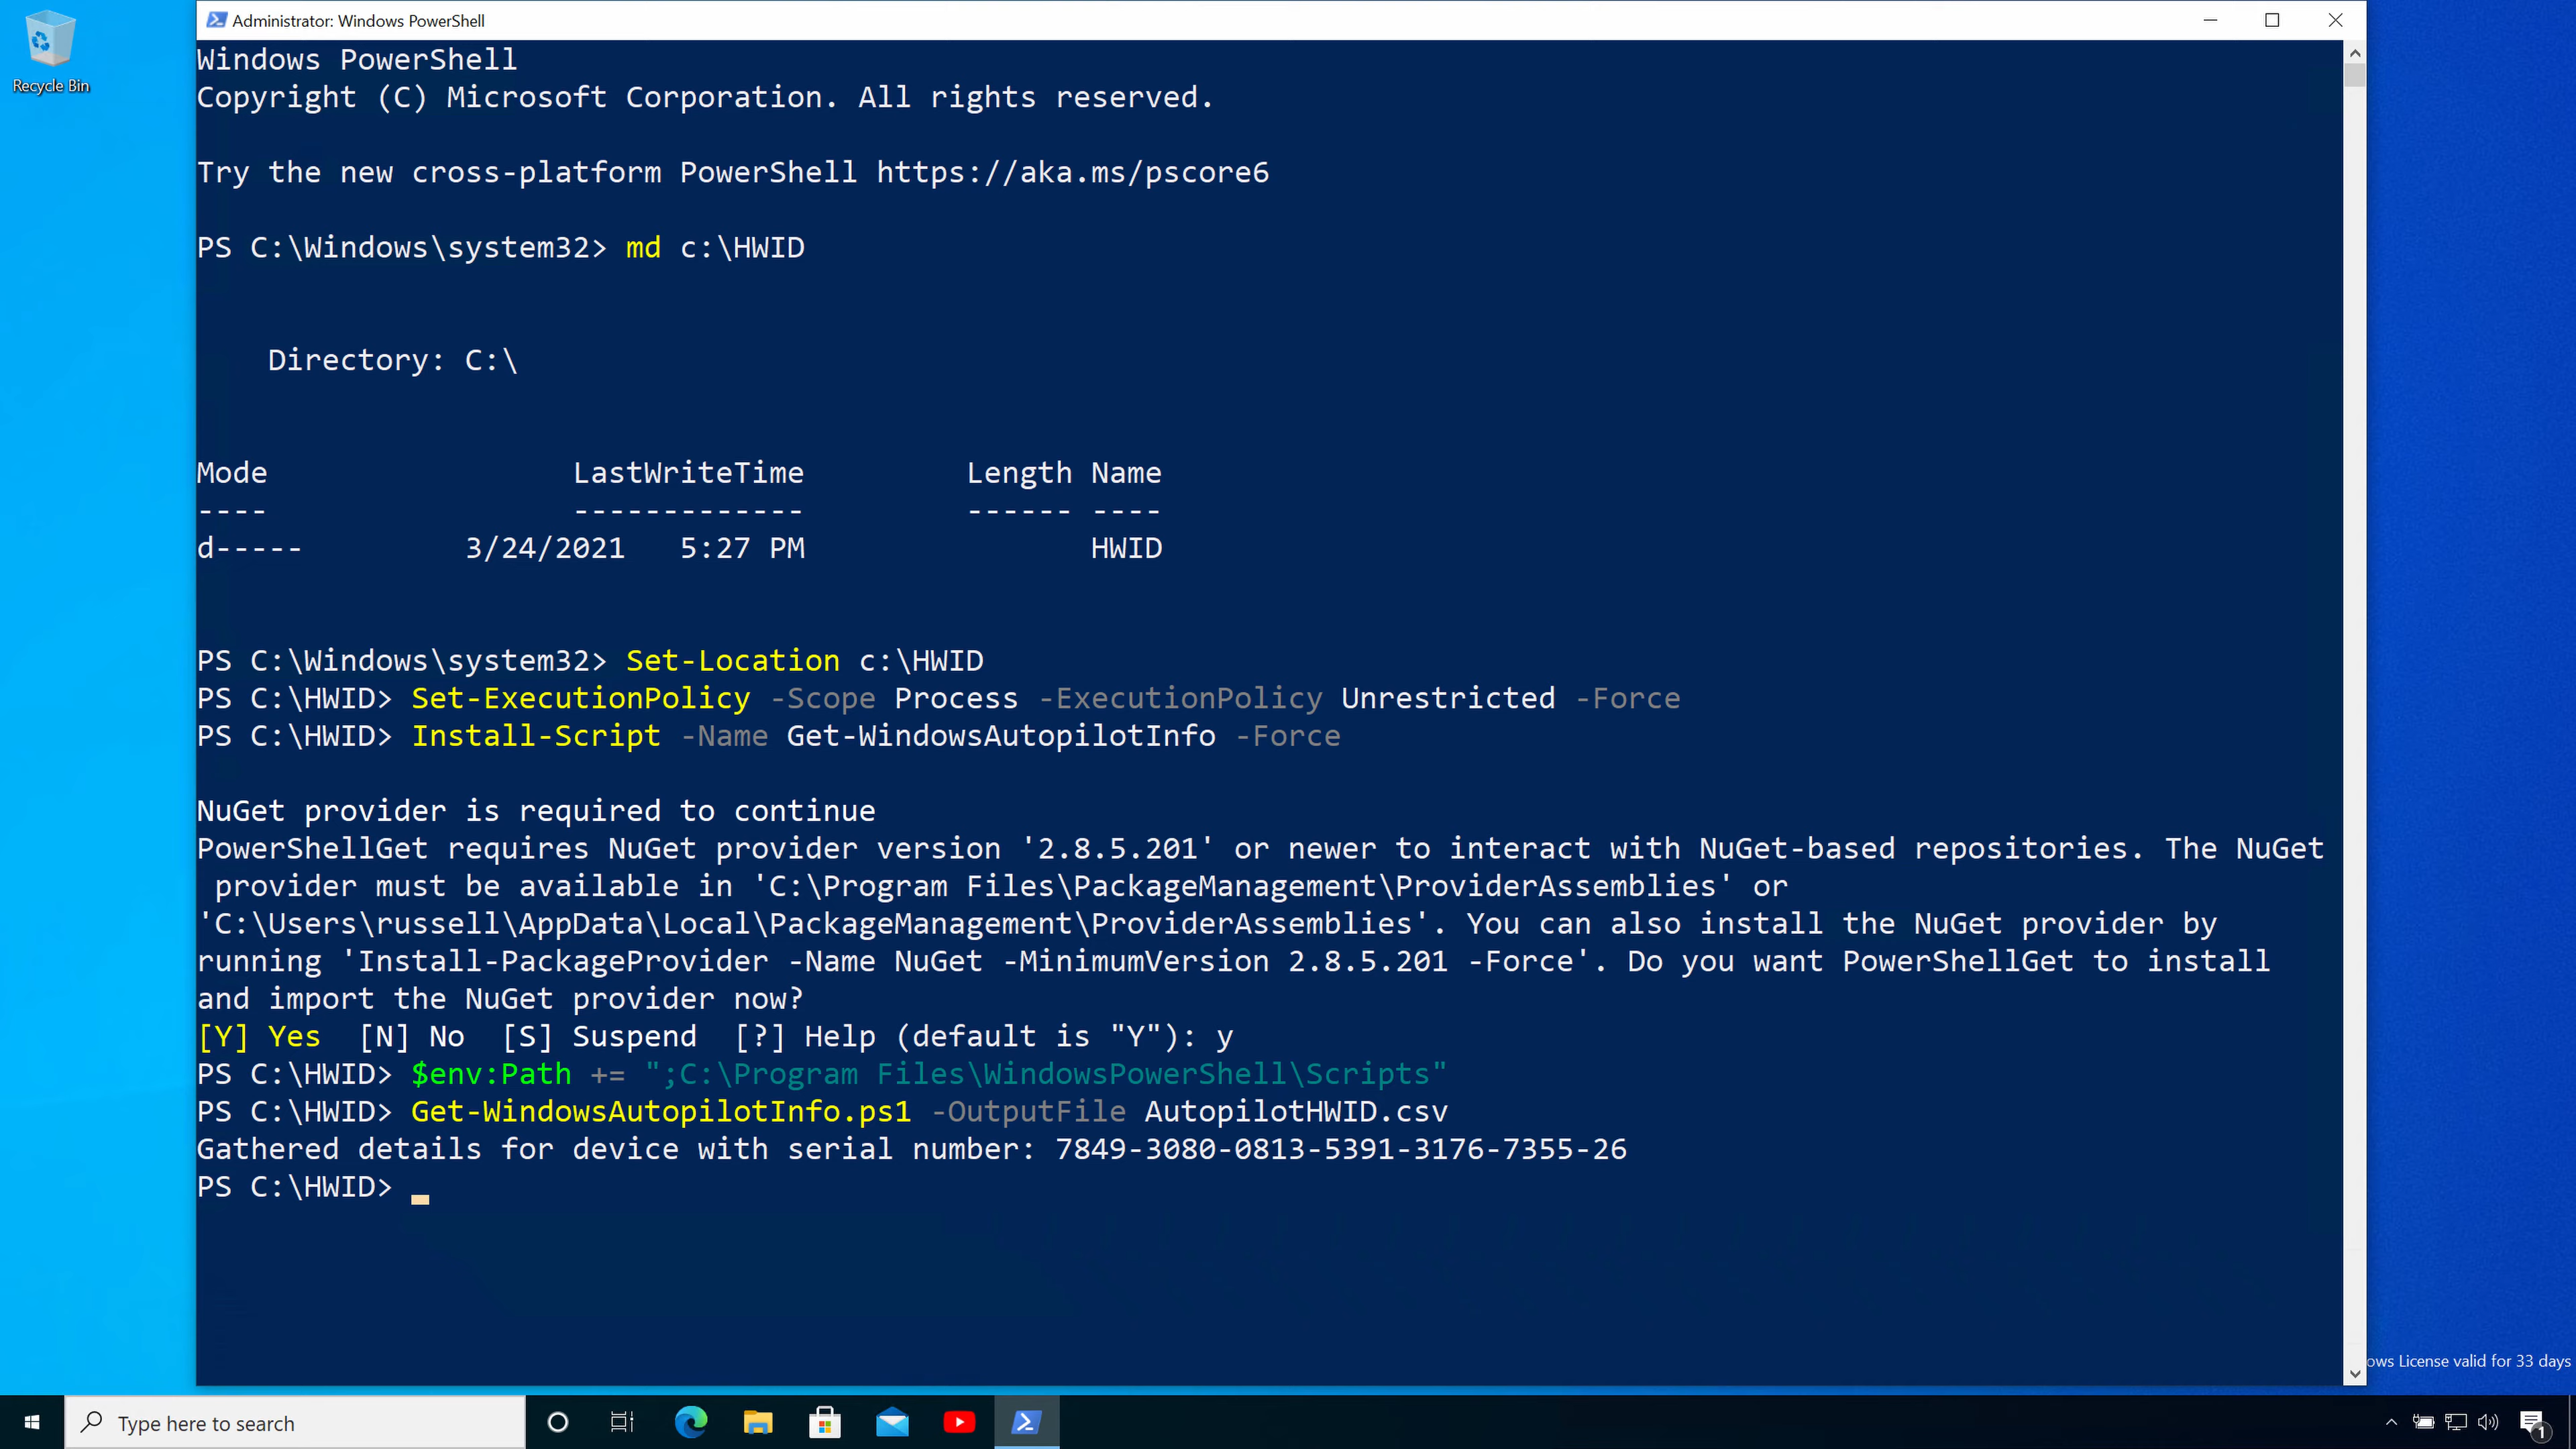 Recycle Bin
Administrator: Windows PowerShell
Windows PowerShell
Copyright (C) Microsoft Corporation. All rights reserved.
Try the new cross-platform PowerShell https://aka.ms/pscore6
PS C:\Windows\system32> md c:\HWID
Directory: C:\
Mode LastWriteTime Length Name
---- ------------- ------ ----
d----- 3/24/2021 5:27 PM HWID
PS C:\Windows\system32> Set-Location c:\HWID
PS C:\HWID> Set-ExecutionPolicy -Scope Process -ExecutionPolicy Unrestricted -Force
PS C:\HWID> Install-Script -Name Get-WindowsAutopilotInfo -Force
NuGet provider is required to continue
PowerShellGet requires NuGet provider version '2.8.5.201' or newer to interact with NuGet-based repositories. The NuGet
provider must be available in 'C:\Program Files\PackageManagement\ProviderAssemblies' or
'C:\Users\russell\AppData\Local\PackageManagement\ProviderAssemblies'. You can also install the NuGet provider by
running 'Install-PackageProvider -Name NuGet -MinimumVersion 2.8.5.201 -Force'. Do you want PowerShellGet to install
and import the NuGet provider now?
[Y] Yes [N] No [S] Suspend [?] Help (default is "Y"): y
PS C:\HWID> $env:Path += ";C:\Program Files\WindowsPowerShell\Scripts"
PS C:\HWID> Get-WindowsAutopilotInfo.ps1 -OutputFile AutopilotHWID.csv
Gathered details for device with serial number: 7849-3080-0813-5391-3176-7355-26
PS C:\HWID>
ows License valid for 33 days
Type here to search
1